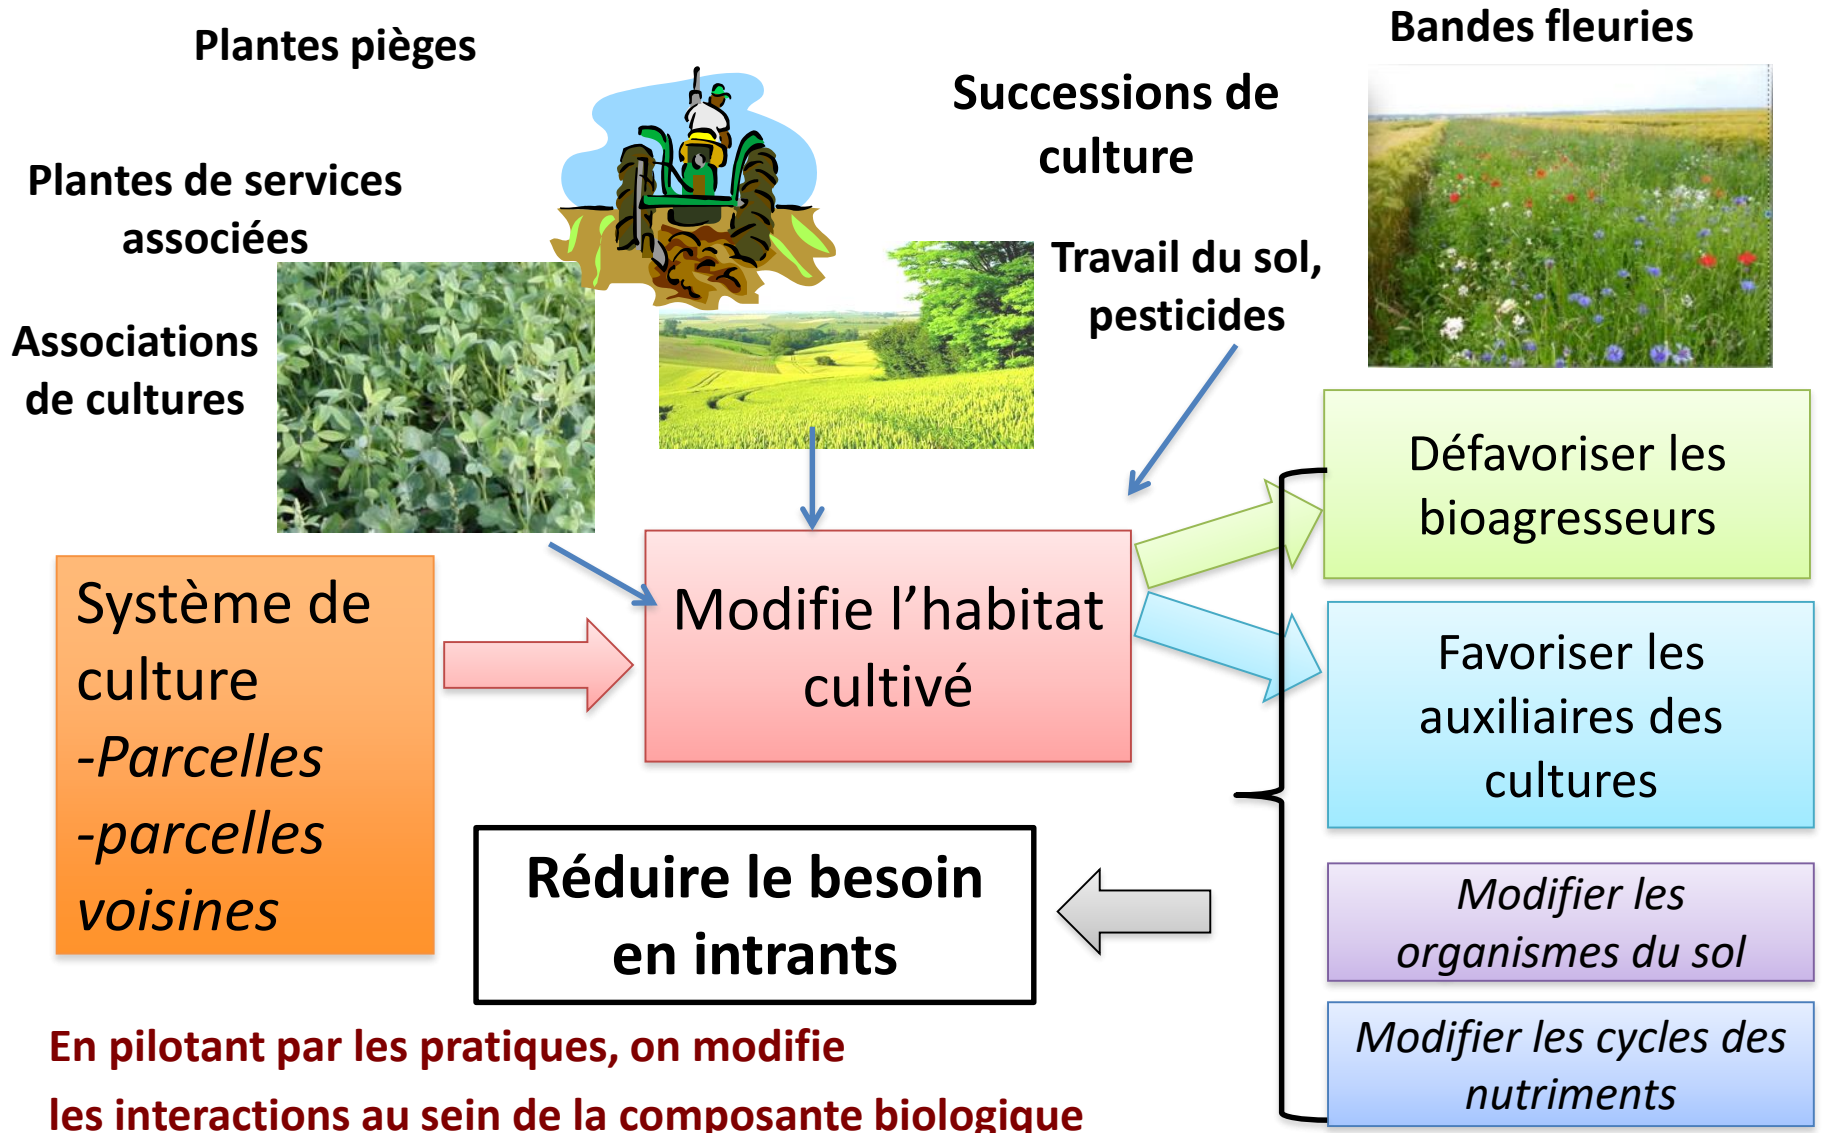 Plantes pièges
Bandes fleuries
Successions de
culture
Plantes de services
associées
Travail du sol,
pesticides
Associations
de cultures
Défavoriser les
bioagresseurs
Système de
culture
-Parcelles
-parcelles
voisines
Modifie l’habitat
cultivé
Favoriser les
auxiliaires des
cultures
Réduire le besoin
en intrants
Modifier les
organismes du sol
Modifier les cycles des
nutriments
En pilotant par les pratiques, on modifie
les interactions au sein de la composante biologique